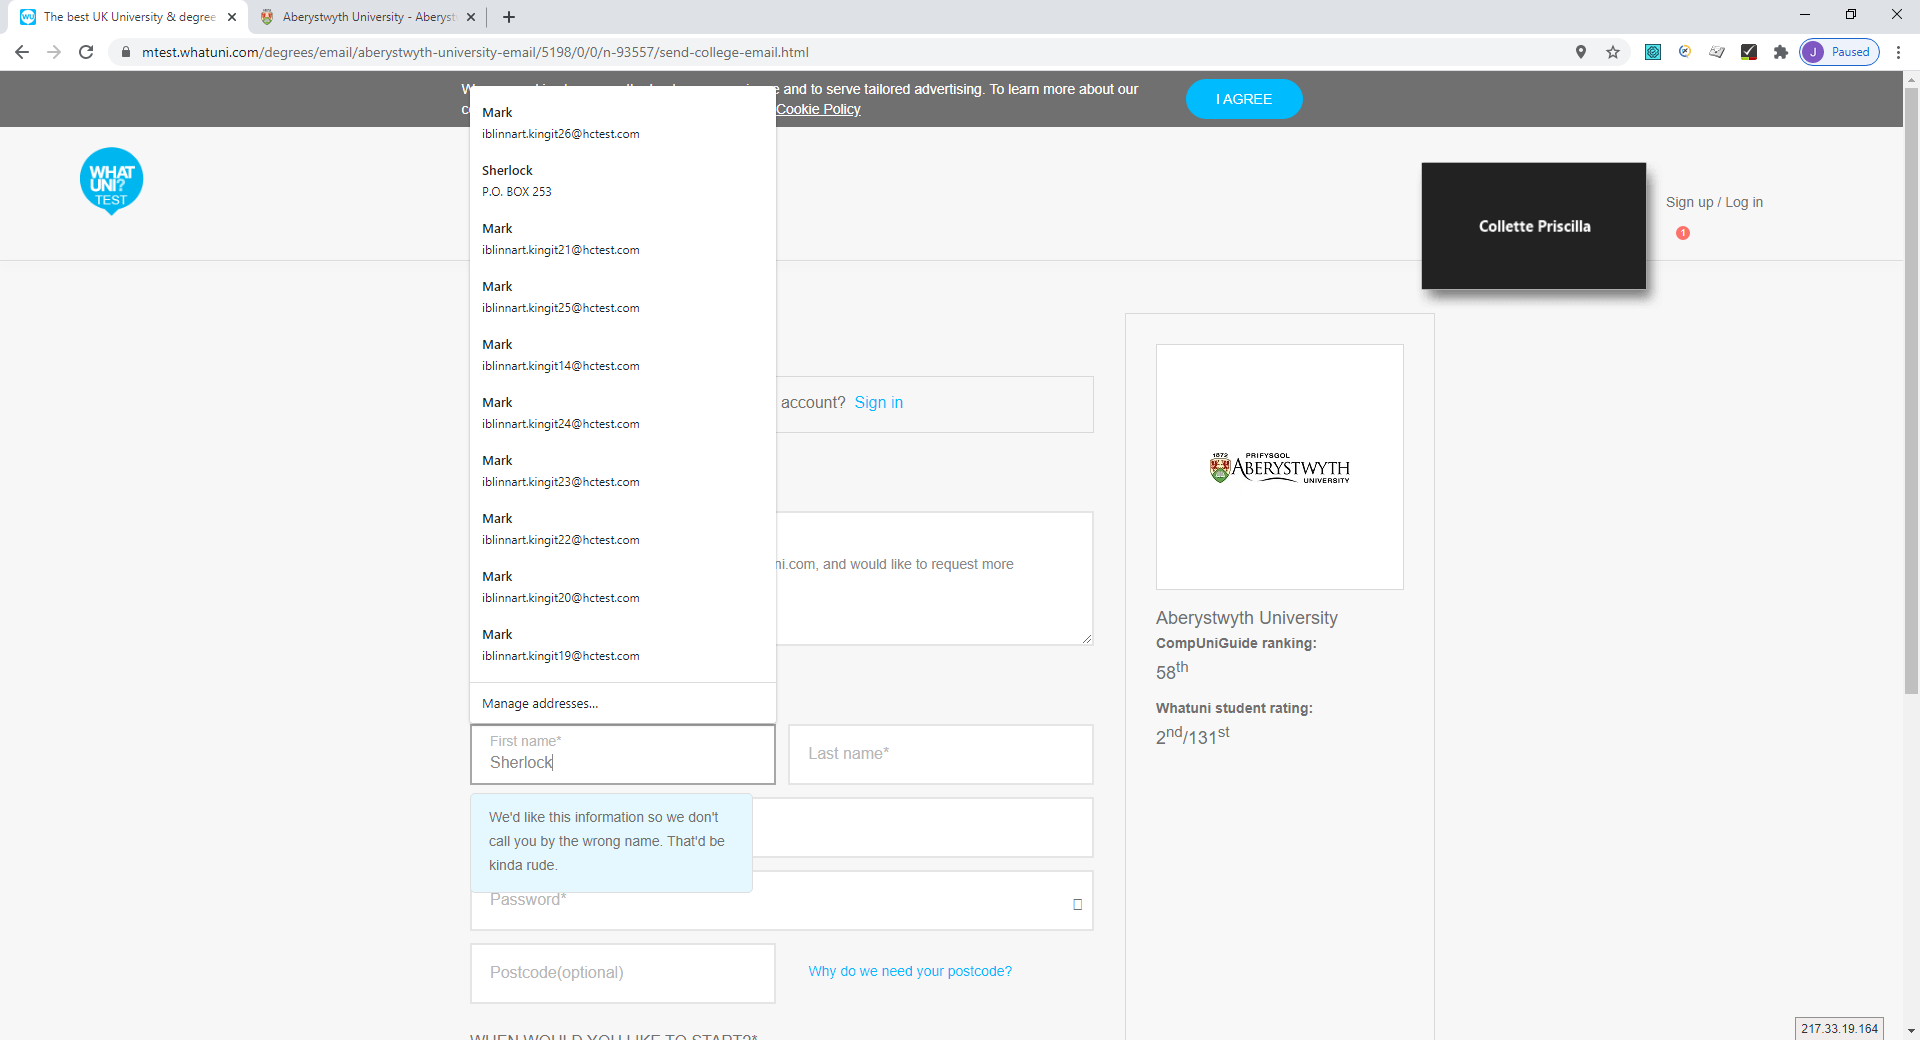 The best UK University & degree
Aberystwyth University - Aberyst
mtest.whatuni.com/degrees/email/aberystwyth-university-email/5198/0/0/n-93557/send-college-email.html
J Paused
and to serve tailored advertising. To learn more about our
Cookie Policy
I AGREE
WHAT
UNI?
TEST
Collette Priscilla
Sign up / Log in
1
Mark
iblinnart.kingit26@hctest.com
Sherlock
P.O. BOX 253
Mark
iblinnart.kingit21@hctest.com
Mark
iblinnart.kingit25@hctest.com
Mark
iblinnart.kingit14@hctest.com
Mark
iblinnart.kingit24@hctest.com
Mark
iblinnart.kingit23@hctest.com
Mark
iblinnart.kingit22@hctest.com
Mark
iblinnart.kingit20@hctest.com
Mark
iblinnart.kingit19@hctest.com
Manage addresses...
account? Sign in
ni.com, and would like to request more
First name*
Sherlock
Last name*
We'd like this information so we don't
call you by the wrong name. That'd be
kinda rude.
Password*
Postcode(optional)
Why do we need your postcode?
WHEN WOULD YOU LIKE TO START?*
1872 PRIFYSGOL
ABERYSTWYTH
UNIVERSITY
Aberystwyth University
CompUniGuide ranking:
58th
Whatuni student rating:
2nd/131st
217.33.19.164